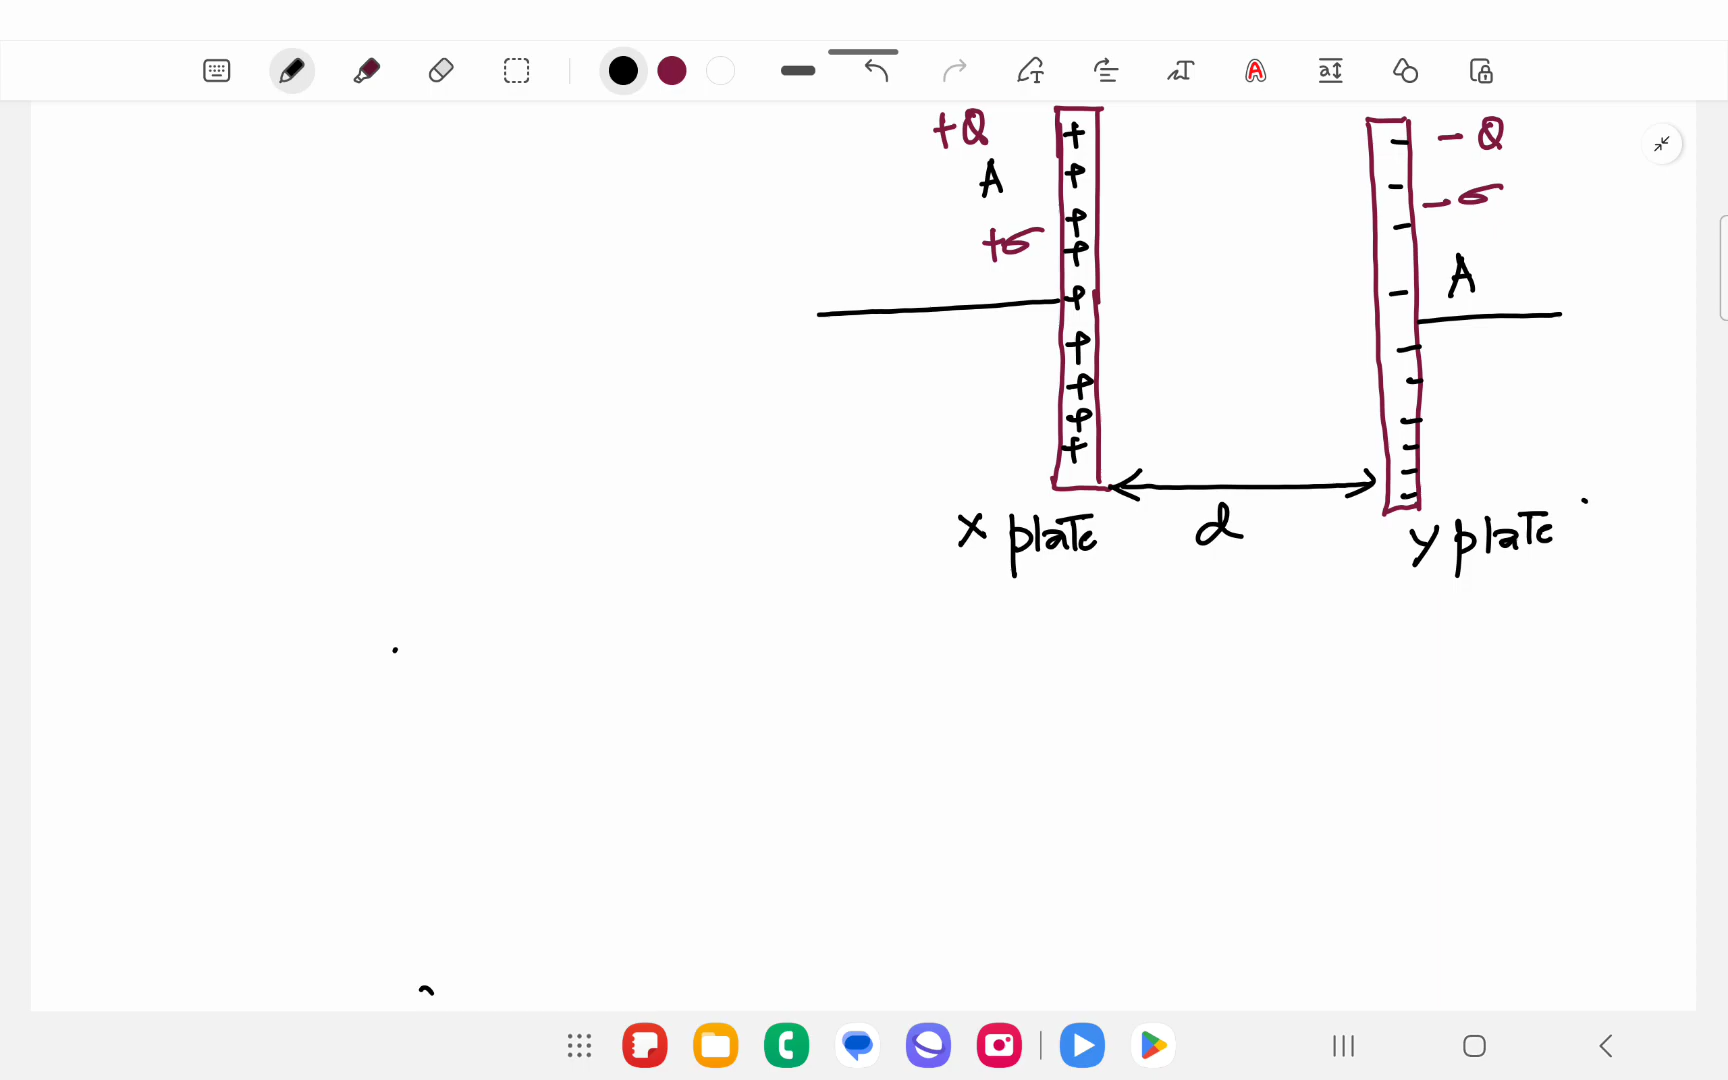 +Q
- Q
A
-σ
+σ
A
d
X plate
y plate